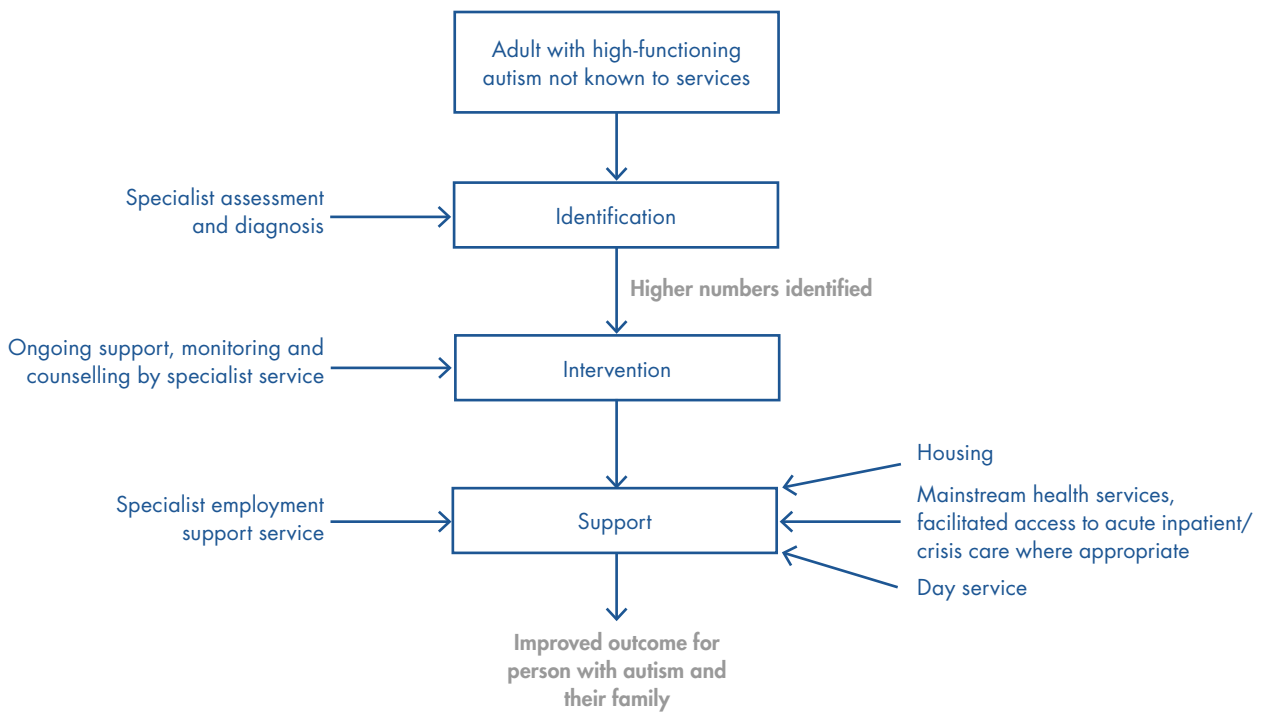 Adult with high-functioning
autism not known to services
Specialist assessment
and diagnosis
Identification
Higher numbers identified
Ongoing support, monitoring and
counselling by specialist service
Intervention
Specialist employment
support service
Support
Housing
Mainstream health services,
facilitated access to acute inpatient/
crisis care where appropriate
Day service
Improved outcome for
person with autism and
their family